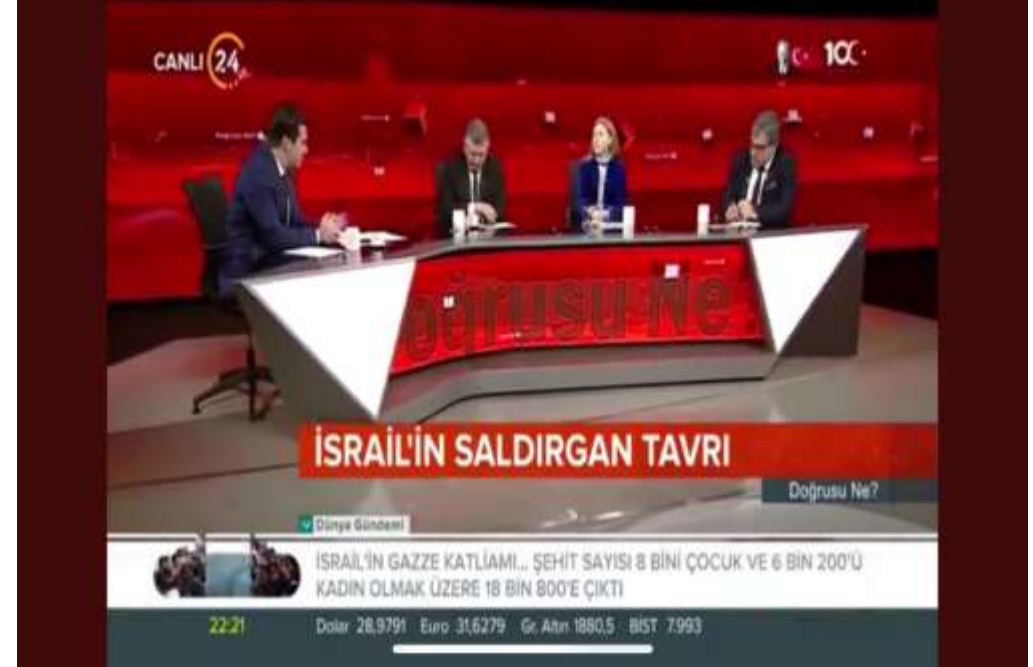 CANLI 24
100
Doğrusu Ne
İSRAİL'İN SALDIRGAN TAVRI
Doğrusu Ne?
Dünya Gündemi
İSRAİL'İN GAZZE KATLİAMI... ŞEHİT SAYISI 8 BİNİ ÇOCUK VE 6 BİN 200'Ü
KADIN OLMAK ÜZERE 18 BİN 800'E ÇIKTI
22:21 Dolar 28,9791 Euro 31,6279 Gr. Altın 1880,5 BİST 7.993